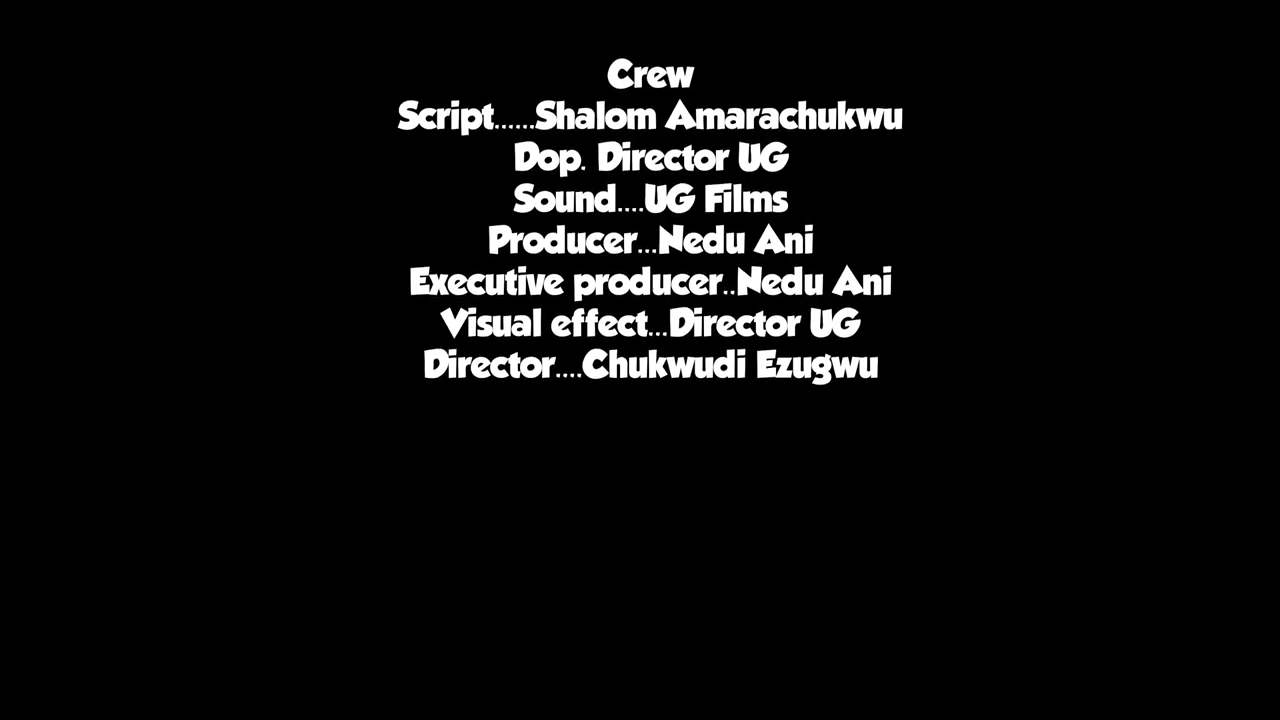 Crew
Script......Shalom Amarachukwu
Dop. Director UG
Sound....UG Films
Producer...Nedu Ani
Executive producer..Nedu Ani
Visual effect...Director UG
Director....Chukwudi Ezugwu